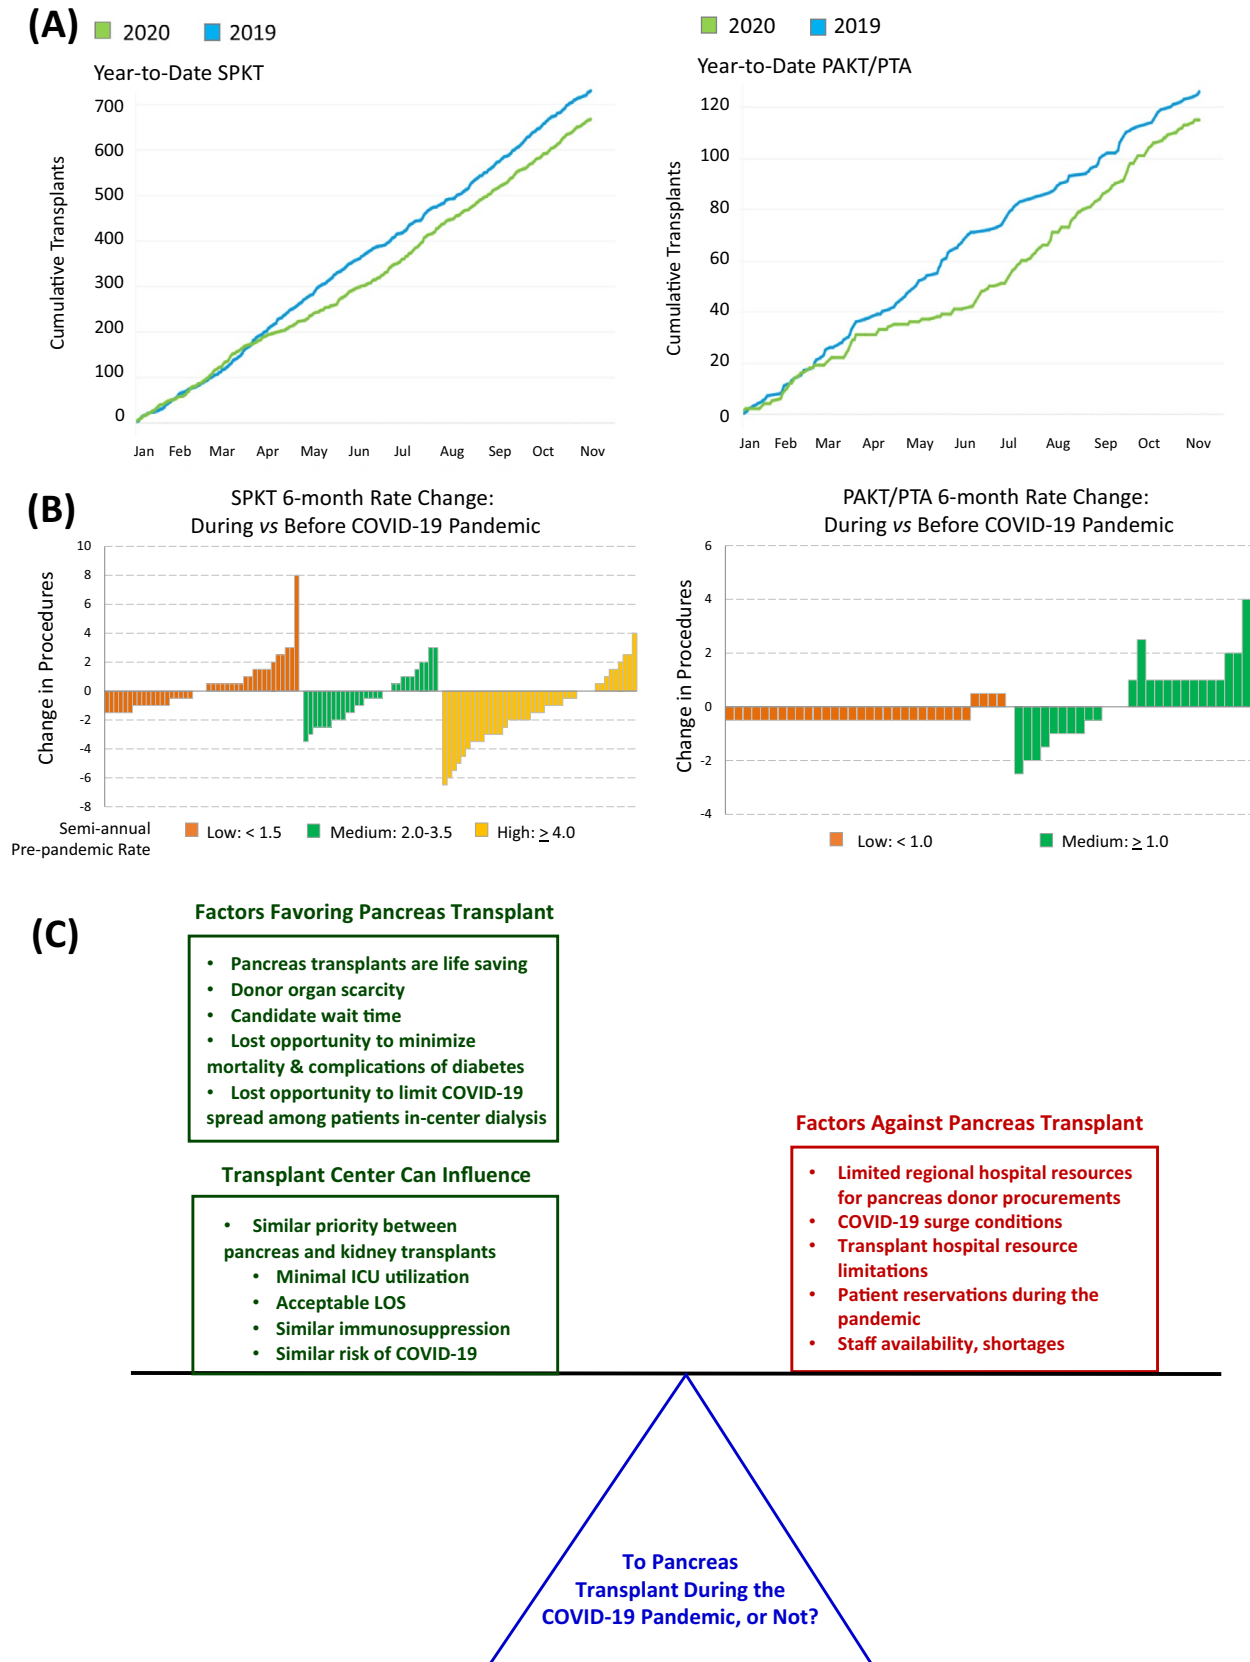 (A)
2020 2019
Year-to-Date SPKT
Cumulative Transplants
700
600
500
400
300
200
100
0
Jan Feb Mar Apr May Jun Jul Aug Sep Oct Nov
2020 2019
Year-to-Date PAKT/PTA
Cumulative Transplants
120
100
80
60
40
20
0
Jan Feb Mar Apr May Jun Jul Aug Sep Oct Nov
(B)
SPKT 6-month Rate Change:
During vs Before COVID-19 Pandemic
Change in Procedures
10
8
6
4
2
0
-2
-4
-6
-8
Semi-annual
Pre-pandemic Rate
Low: < 1.5 Medium: 2.0-3.5 High: ≥ 4.0
PAKT/PTA 6-month Rate Change:
During vs Before COVID-19 Pandemic
Change in Procedures
6
4
2
0
-2
-4
Low: < 1.0 Medium: ≥ 1.0
(C)
Factors Favoring Pancreas Transplant
• Pancreas transplants are life saving
• Donor organ scarcity
• Candidate wait time
• Lost opportunity to minimize
mortality & complications of diabetes
• Lost opportunity to limit COVID-19
spread among patients in-center dialysis
Transplant Center Can Influence
• Similar priority between
pancreas and kidney transplants
• Minimal ICU utilization
• Acceptable LOS
• Similar immunosuppression
• Similar risk of COVID-19
Factors Against Pancreas Transplant
• Limited regional hospital resources
for pancreas donor procurements
• COVID-19 surge conditions
• Transplant hospital resource
limitations
• Patient reservations during the
pandemic
• Staff availability, shortages
To Pancreas
Transplant During the
COVID-19 Pandemic, or Not?